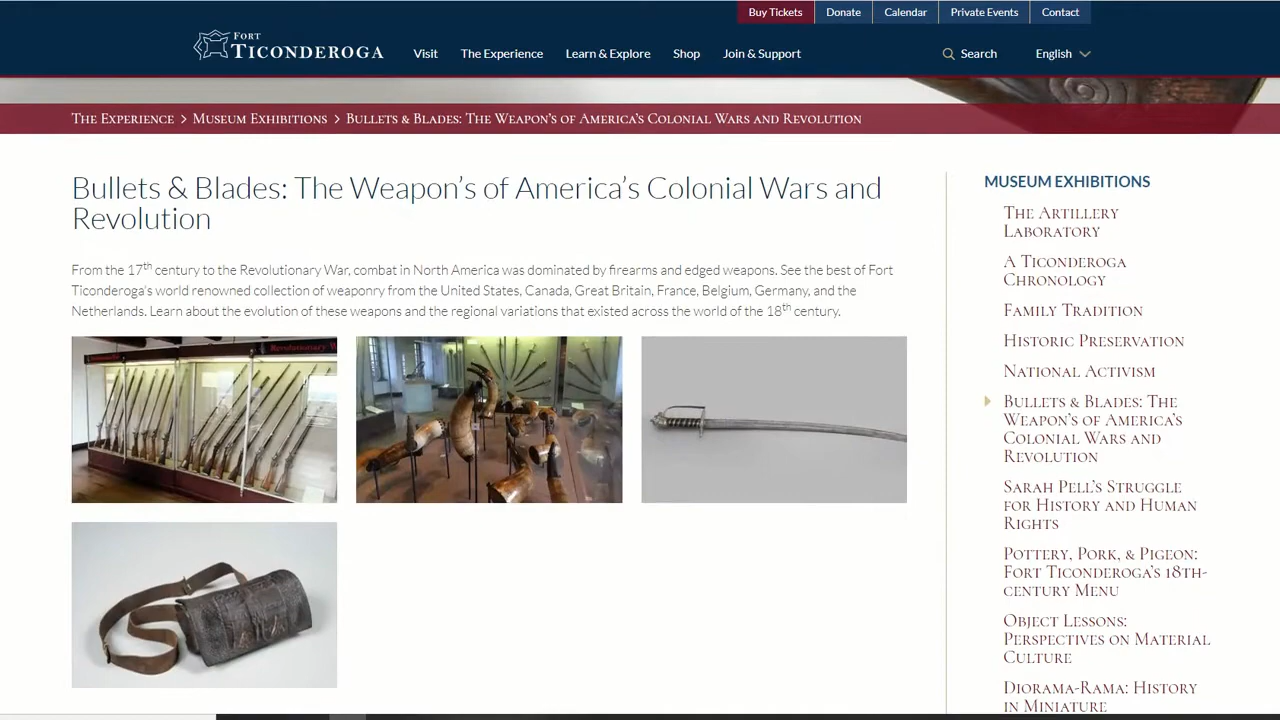 Buy Tickets
Donate
Calendar
Private Events
Contact
FORT
TICONDEROGA
Visit
The Experience
Learn & Explore
Shop
Join & Support
Search
English
The Experience > Museum Exhibitions > Bullets & Blades: The Weapon's of America's Colonial Wars and Revolution
Bullets & Blades: The Weapon's of America's Colonial Wars and
Revolution
From the 17th century to the Revolutionary War, combat in North America was dominated by firearms and edged weapons. See the best of Fort
Ticonderoga's world renowned collection of weaponry from the United States, Canada, Great Britain, France, Belgium, Germany, and the
Netherlands. Learn about the evolution of these weapons and the regional variations that existed across the world of the 18th century.
Revolutionary W
MUSEUM EXHIBITIONS
The Artillery
Laboratory
A Ticonderoga
Chronology
Family Tradition
Historic Preservation
National Activism
Bullets & Blades: The
Weapon's of America's
Colonial Wars and
Revolution
Sarah Pell's Struggle
for History and Human
Rights
Pottery, Pork, & Pigeon:
Fort Ticonderoga's 18th-
century Menu
Object Lessons:
Perspectives on Material
Culture
Diorama-Rama: History
in Miniature